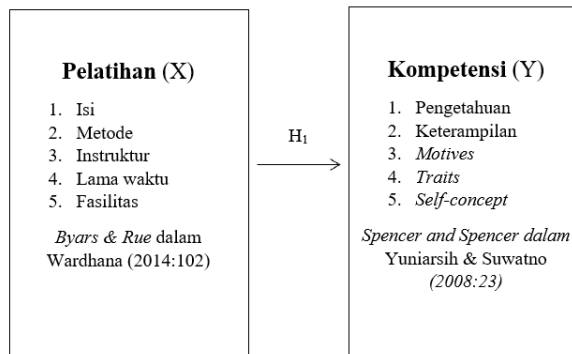 Pelatihan (X)
1. Isi
2. Metode
3. Instruktur
4. Lama waktu
5. Fasilitas
Byars & Rue dalam
Wardhana (2014:102)
H1
Kompetensi (Y)
1. Pengetahuan
2. Keterampilan
3. Motives
4. Traits
5. Self-concept
Spencer and Spencer dalam
Yuniarsih & Suwatno
(2008:23)